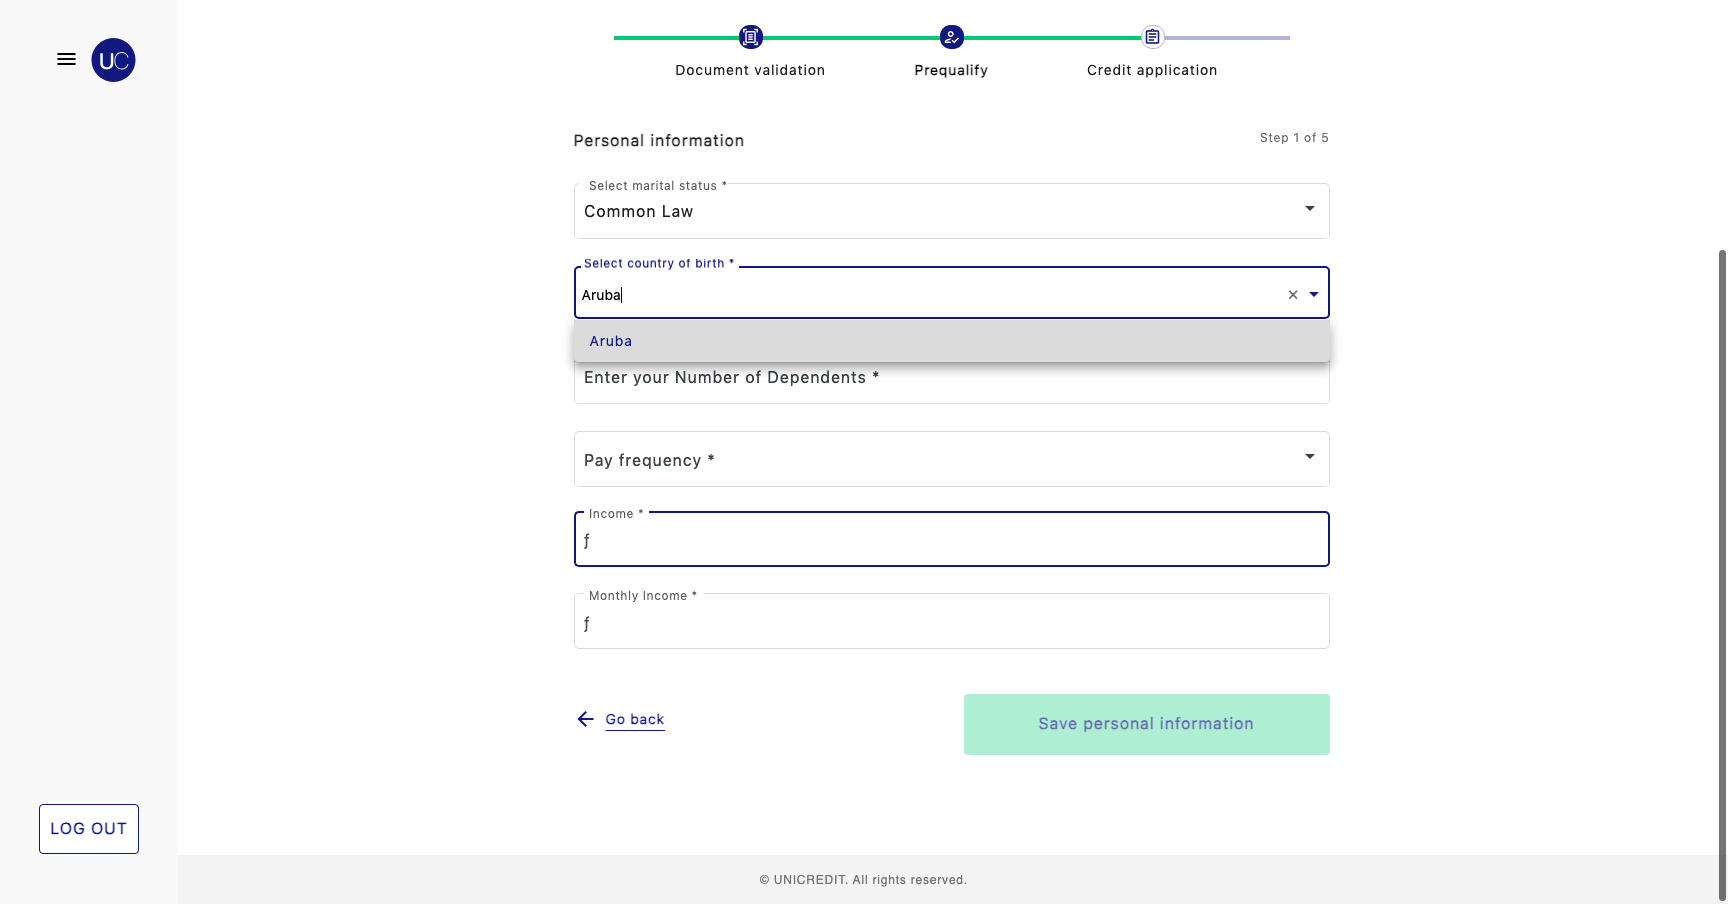 UC
Document validation
Prequalify
Credit application
Personal information
Step 1 of 5
Select marital status *
Common Law
Select country of birth *
Aruba
Aruba
Enter your Number of Dependents *
Pay frequency *
Income *
ƒ
Monthly Income *
ƒ
Go back
Save personal information
LOG OUT
© UNICREDIT. All rights reserved.